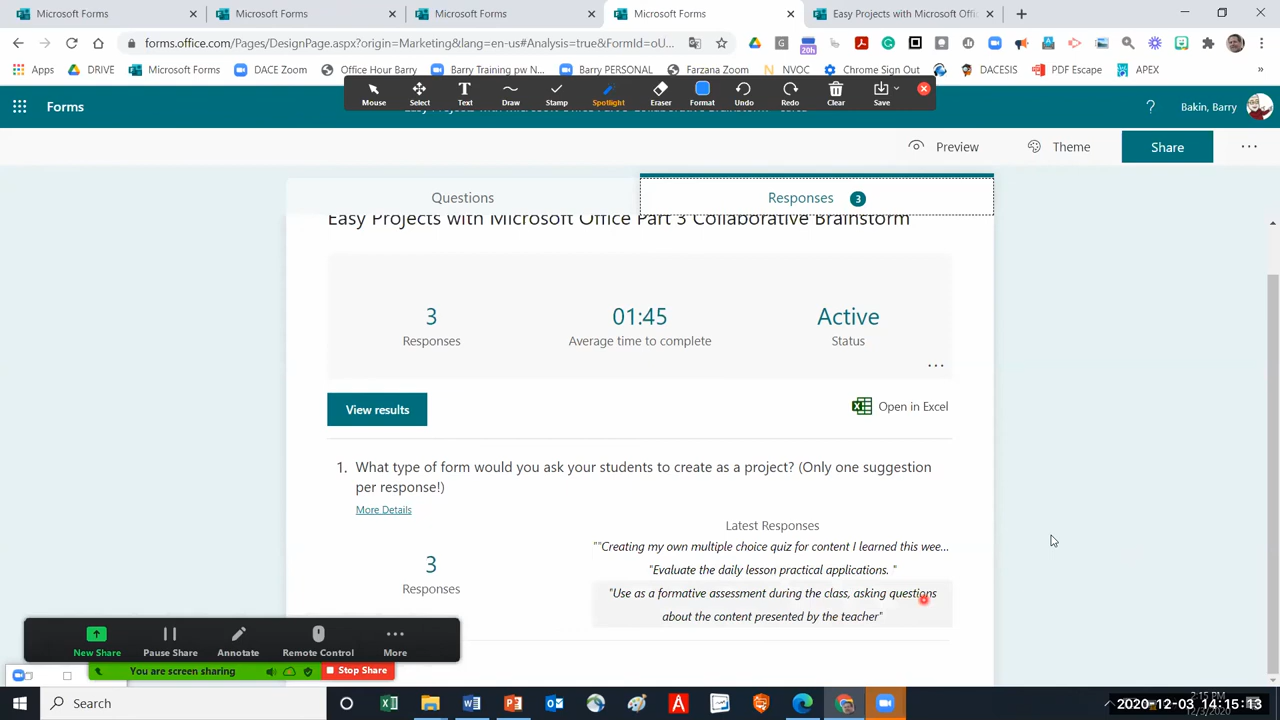 Microsoft Forms
Microsoft Forms
Microsoft Forms
Microsoft Forms
Easy Projects with Microsoft Offi
forms.office.com/Pages/DesignPage.aspx?origin=Marketing&lang=en-us#Analysis=true&FormId=oU...
20h
Apps
DRIVE
Microsoft Forms
DACE Zoom
Office Hour Barry
Barry Training pw N...
Barry PERSONAL
Farzana Zoom
NVOC
Chrome Sign Out
DACESIS
PDF Escape
APEX
Mouse
Select
Text
Draw
Stamp
Spotlight
Eraser
Format
Undo
Redo
Clear
Save
Forms
? Bakin, Barry
Preview
Theme
Share
Questions
Responses 3
Easy Projects with Microsoft Office Part 3 Collaborative Brainstorm
3
Responses
01:45
Average time to complete
Active
Status
View results
Open in Excel
1. What type of form would you ask your students to create as a project? (Only one suggestion
per response!)
More Details
3
Responses
Latest Responses
""Creating my own multiple choice quiz for content I learned this wee...
"Evaluate the daily lesson practical applications. "
"Use as a formative assessment during the class, asking questions
about the content presented by the teacher"
New Share
Pause Share
Annotate
Remote Control
More
You are screen sharing
Stop Share
Search
2:15 PM
2020-12-03 14:15:13
12/3/2020